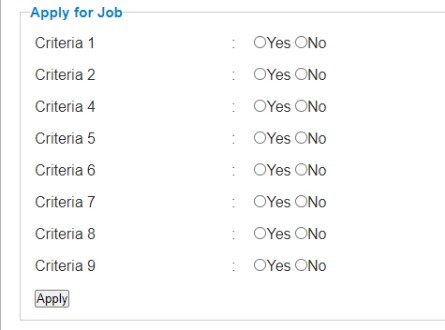 Apply for Job
Criteria 1 : Yes No
Criteria 2 : Yes No
Criteria 4 : Yes No
Criteria 5 : Yes No
Criteria 6 : Yes No
Criteria 7 : Yes No
Criteria 8 : Yes No
Criteria 9 : Yes No
Apply